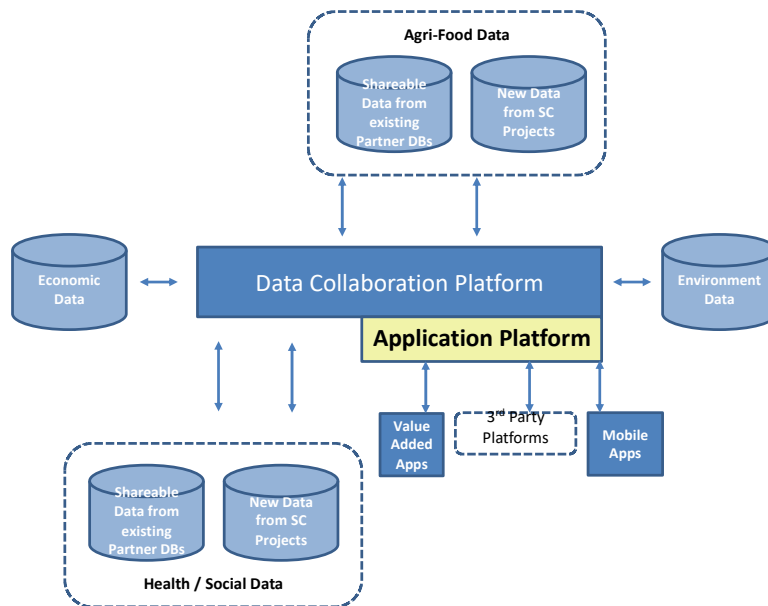 Agri-Food Data
Shareable
Data from
existing
Partner DBs
New Data
from SC
Projects
Economic
Data
Data Collaboration Platform
Environment
Data
Application Platform
Value
Added
Apps
3rd Party
Platforms
Mobile
Apps
Shareable
Data from
existing
Partner DBs
New Data
from SC
Projects
Health / Social Data